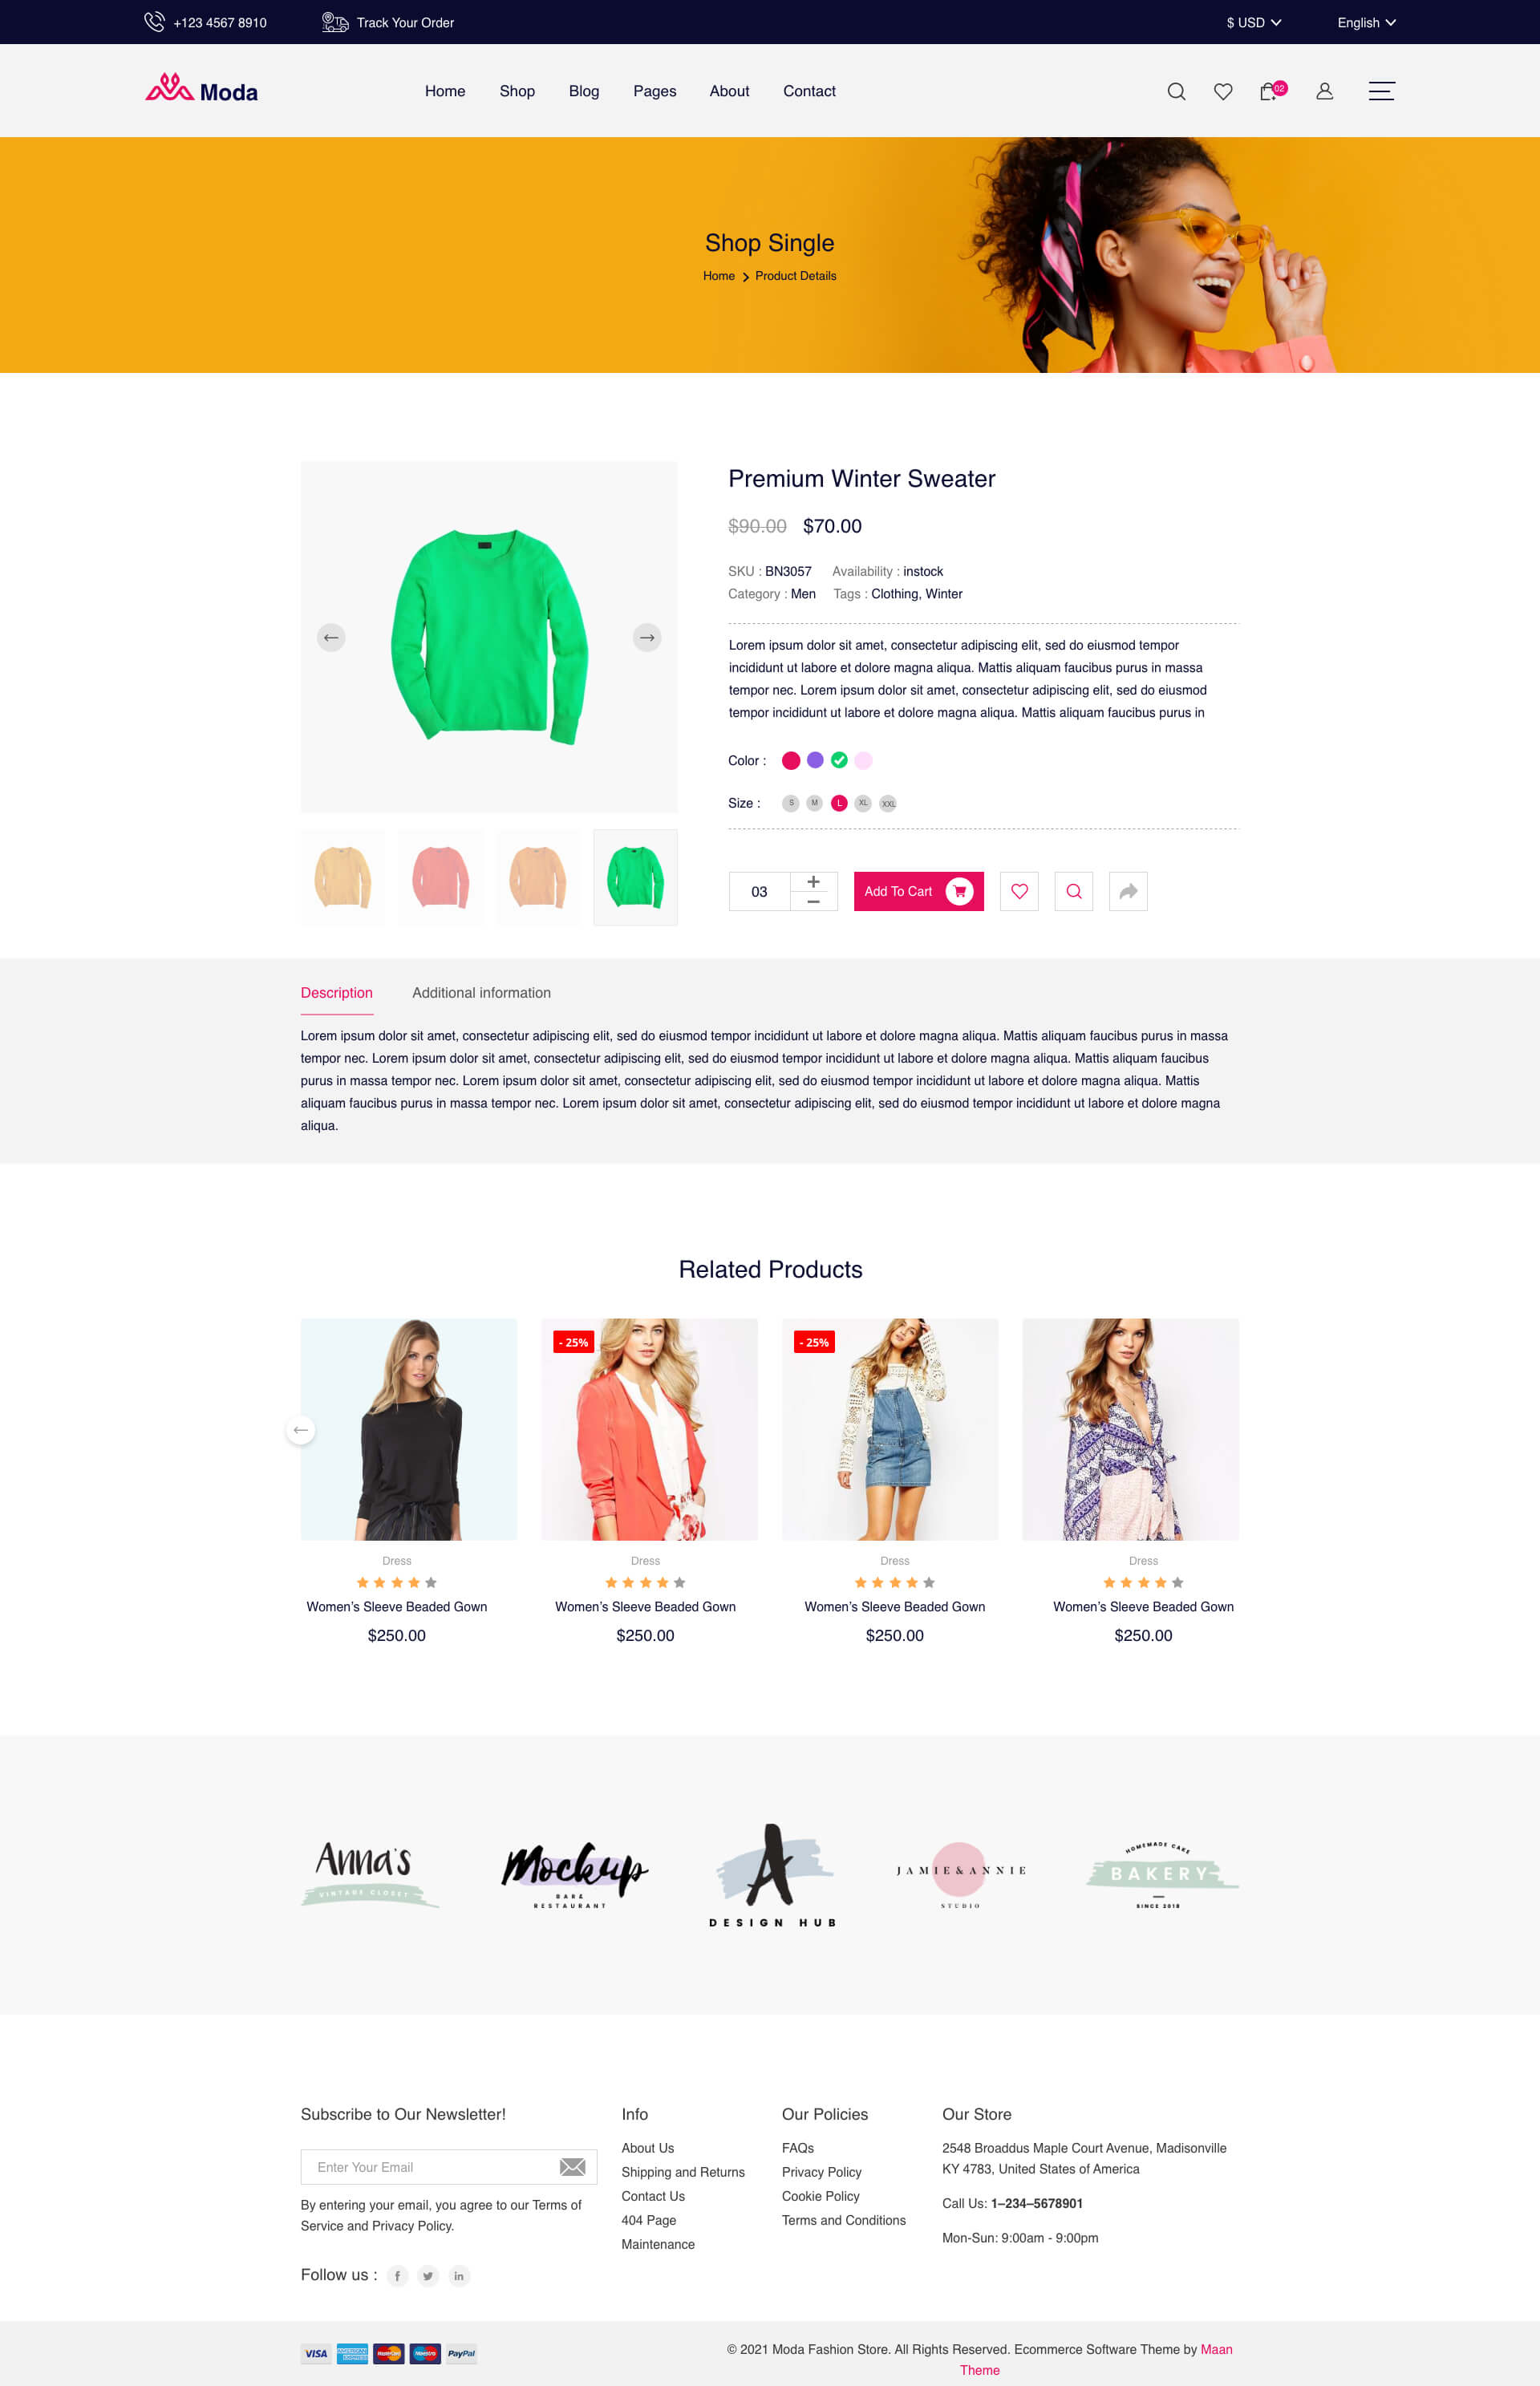 +123 4567 8910 Track Your Order $ USD English
Moda Home Shop Blog Pages About Contact 02
Shop Single
Home Product Details
Premium Winter Sweater
$90.00 $70.00
SKU : BN3057 Availability : instock
Category : Men Tags : Clothing, Winter
Lorem ipsum dolor sit amet, consectetur adipiscing elit, sed do eiusmod tempor
incididunt ut labore et dolore magna aliqua. Mattis aliquam faucibus purus in massa
tempor nec. Lorem ipsum dolor sit amet, consectetur adipiscing elit, sed do eiusmod
tempor incididunt ut labore et dolore magna aliqua. Mattis aliquam faucibus purus in
Color :
Size : S M L XL XXL
03 + − Add To Cart
Description Additional information
Lorem ipsum dolor sit amet, consectetur adipiscing elit, sed do eiusmod tempor incididunt ut labore et dolore magna aliqua. Mattis aliquam faucibus purus in massa
tempor nec. Lorem ipsum dolor sit amet, consectetur adipiscing elit, sed do eiusmod tempor incididunt ut labore et dolore magna aliqua. Mattis aliquam faucibus
purus in massa tempor nec. Lorem ipsum dolor sit amet, consectetur adipiscing elit, sed do eiusmod tempor incididunt ut labore et dolore magna aliqua. Mattis
aliquam faucibus purus in massa tempor nec. Lorem ipsum dolor sit amet, consectetur adipiscing elit, sed do eiusmod tempor incididunt ut labore et dolore magna
aliqua.
Related Products
- 25% - 25%
Dress Dress Dress Dress
Women's Sleeve Beaded Gown Women's Sleeve Beaded Gown Women's Sleeve Beaded Gown Women's Sleeve Beaded Gown
$250.00 $250.00 $250.00 $250.00
Anna's
VINTAGE CLOSET
Mockup
BAR&
RESTAURANT
A
DESIGN HUB
JAMIE&ANNIE
STUDIO
HOMEMADE CAKE
BAKERY
SINCE 2018
Subscribe to Our Newsletter!
Enter Your Email
By entering your email, you agree to our Terms of
Service and Privacy Policy.
Follow us : f in
Info
About Us
Shipping and Returns
Contact Us
404 Page
Maintenance
Our Policies
FAQs
Privacy Policy
Cookie Policy
Terms and Conditions
Our Store
2548 Broaddus Maple Court Avenue, Madisonville
KY 4783, United States of America
Call Us: 1–234–5678901
Mon-Sun: 9:00am - 9:00pm
VISA AMERICAN EXPRESS MasterCard Maestro PayPal
© 2021 Moda Fashion Store. All Rights Reserved. Ecommerce Software Theme by Maan
Theme